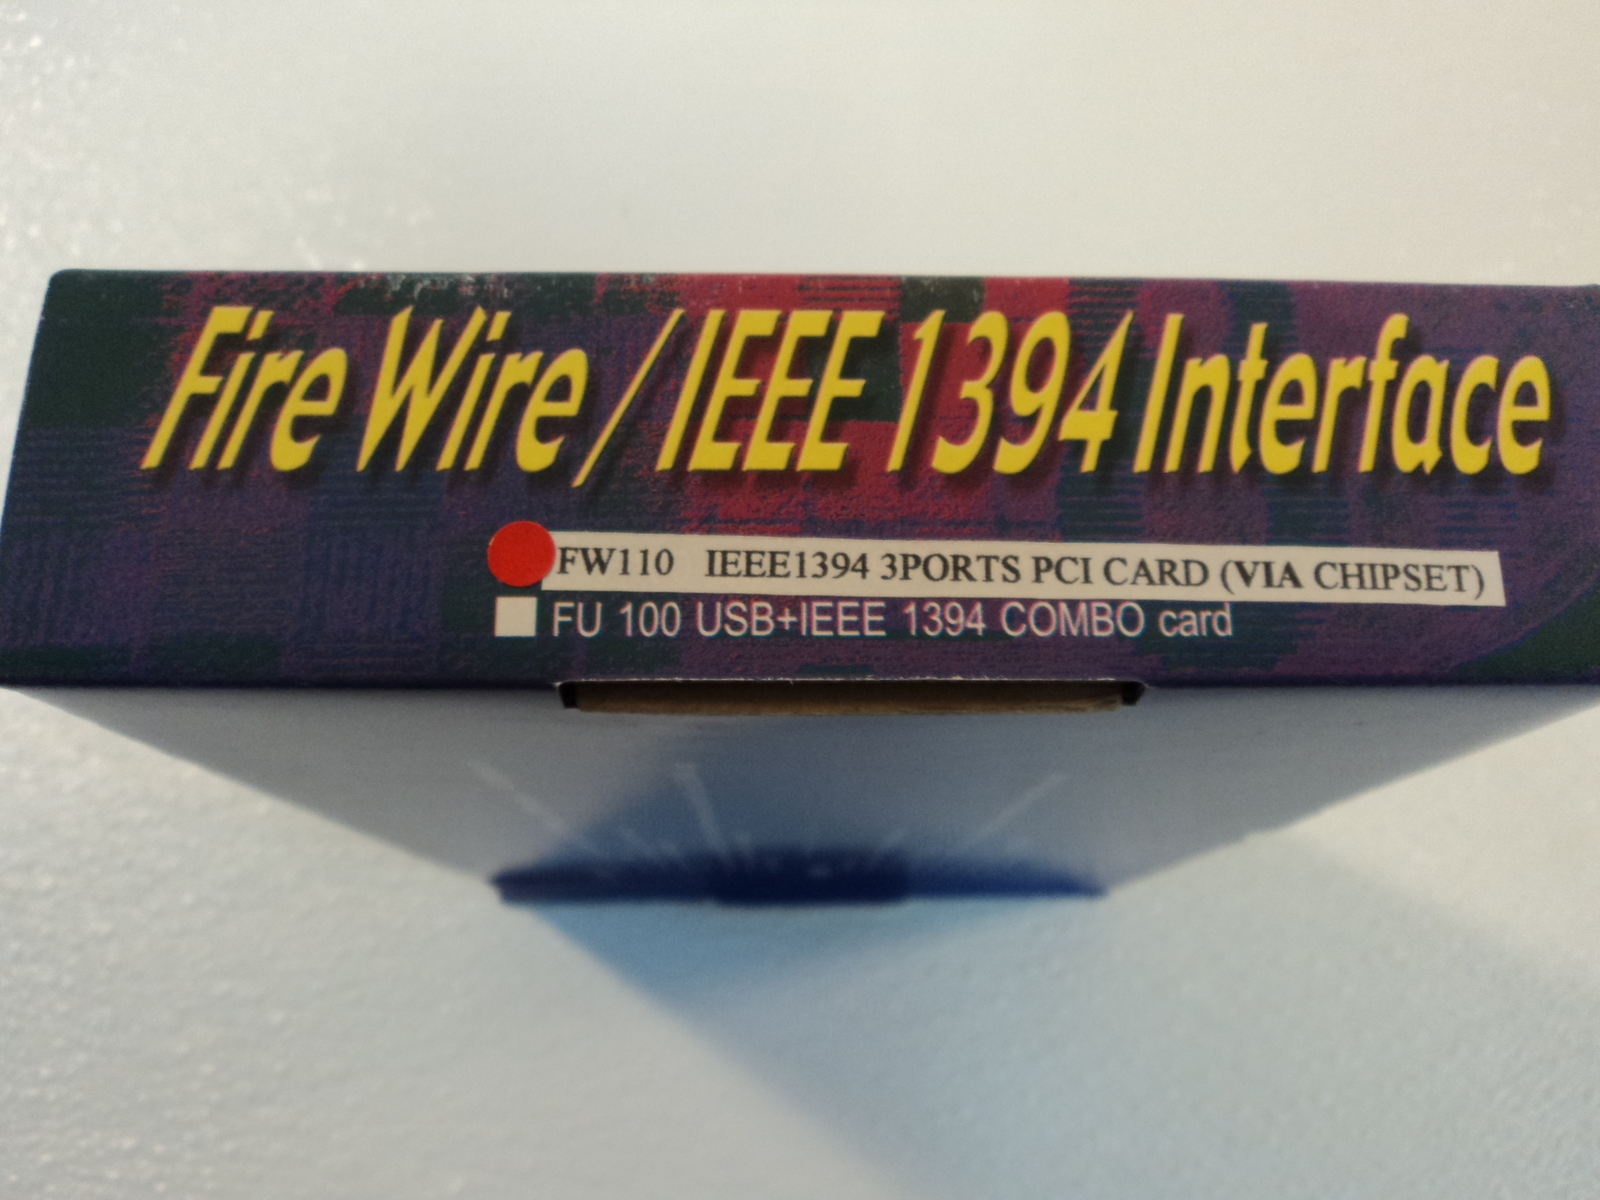 Fire Wire / IEEE 1394 Interface
FW110 IEEE1394 3PORTS PCI CARD (VIA CHIPSET)
FU 100 USB+IEEE 1394 COMBO card